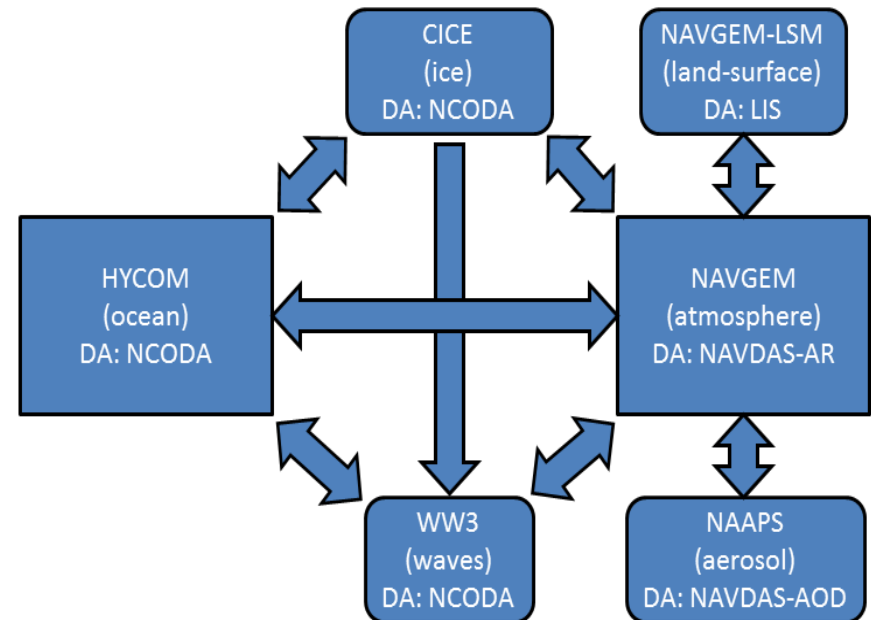 CICE
(ice)
DA: NCODA
NAVGEM-LSM
(land-surface)
DA: LIS
HYCOM
(ocean)
DA: NCODA
NAVGEM
(atmosphere)
DA: NAVDAS-AR
WW3
(waves)
DA: NCODA
NAAPS
(aerosol)
DA: NAVDAS-AOD